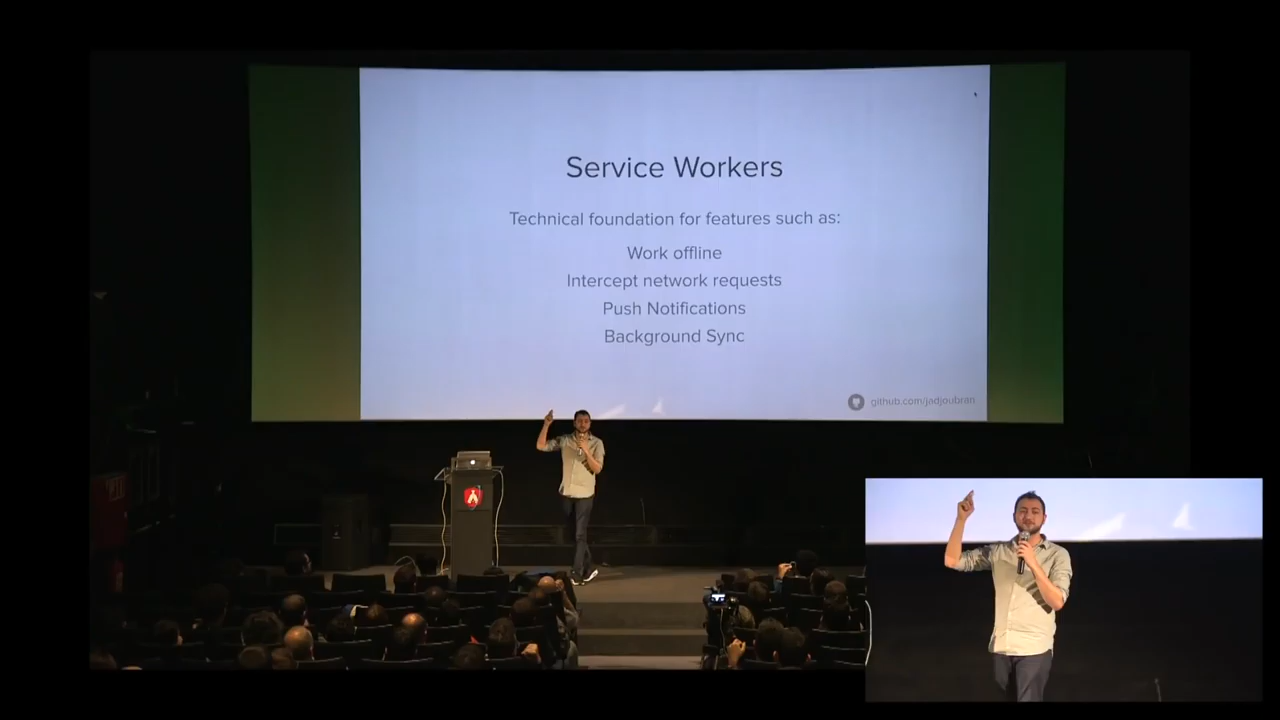 Service Workers
Technical foundation for features such as:
Work offline
Intercept network requests
Push Notifications
Background Sync
github.com/jadjoubran